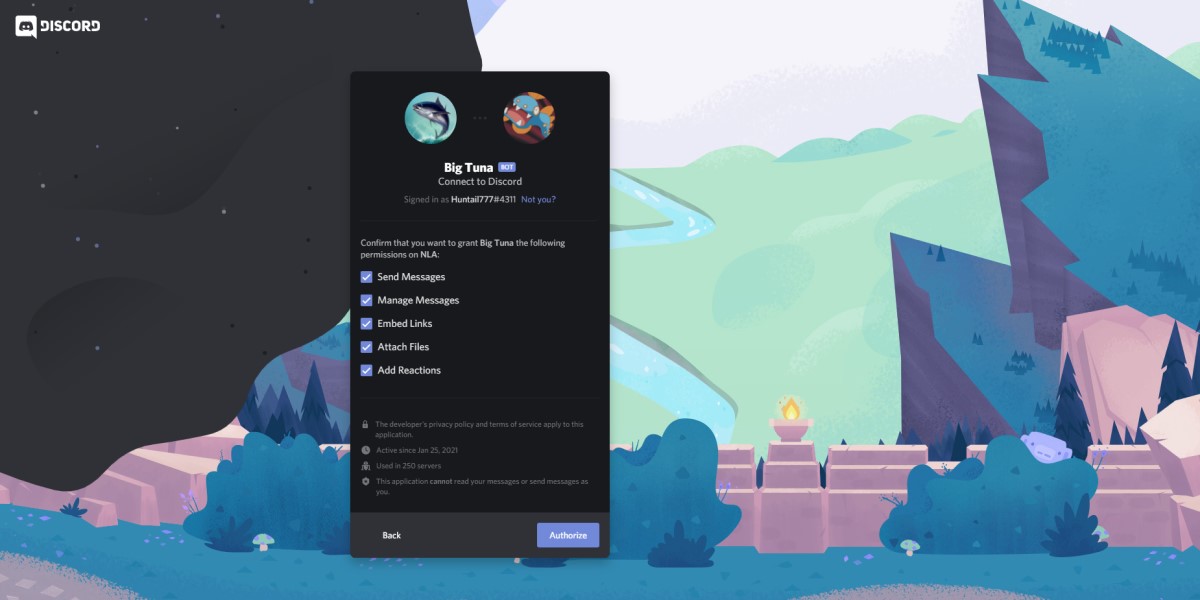 DISCORD
Big Tuna BOT
Connect to Discord
Signed in as Huntail777#4311 Not you?
Confirm that you want to grant Big Tuna the following
permissions on NLA:
Send Messages
Manage Messages
Embed Links
Attach Files
Add Reactions
The developer's privacy policy and terms of service apply to this
application.
Active since Jan 25, 2021
Used in 250 servers
This application cannot read your messages or send messages as
you.
Back Authorize